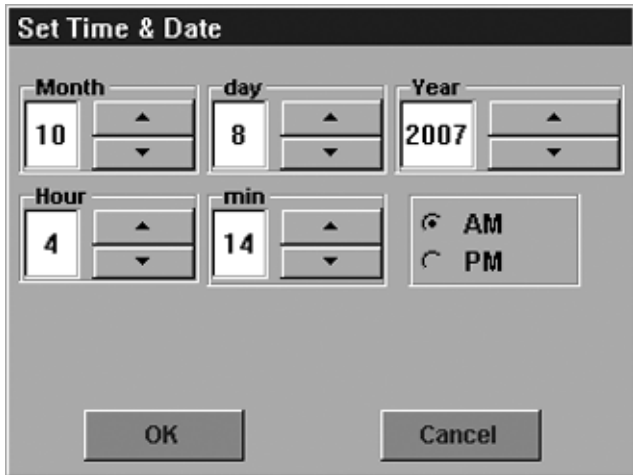 Set Time & Date
Month day Year
10 8 2007
Hour min
4 14
AM
PM
OK Cancel